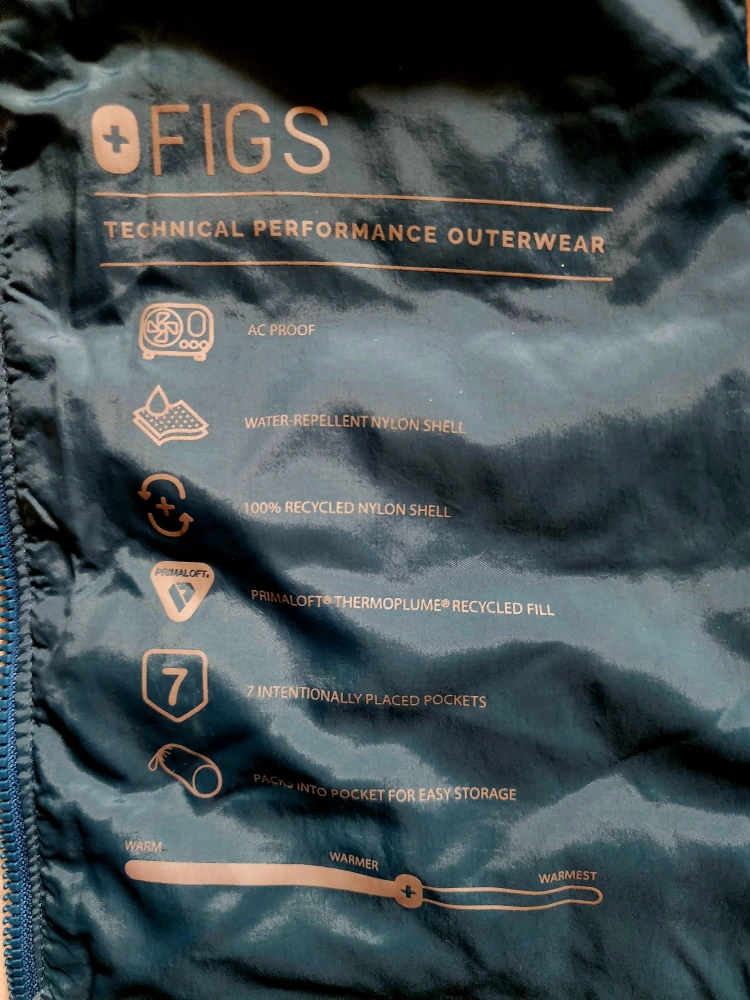 FIGS
TECHNICAL PERFORMANCE OUTERWEAR
AC PROOF
WATER-REPELLENT NYLON SHELL
100% RECYCLED NYLON SHELL
PRIMALOFT®
PRIMALOFT® THERMOPLUME® RECYCLED FILL
7
7 INTENTIONALLY PLACED POCKETS
PACKS INTO POCKET FOR EASY STORAGE
WARM
WARMER
WARMEST